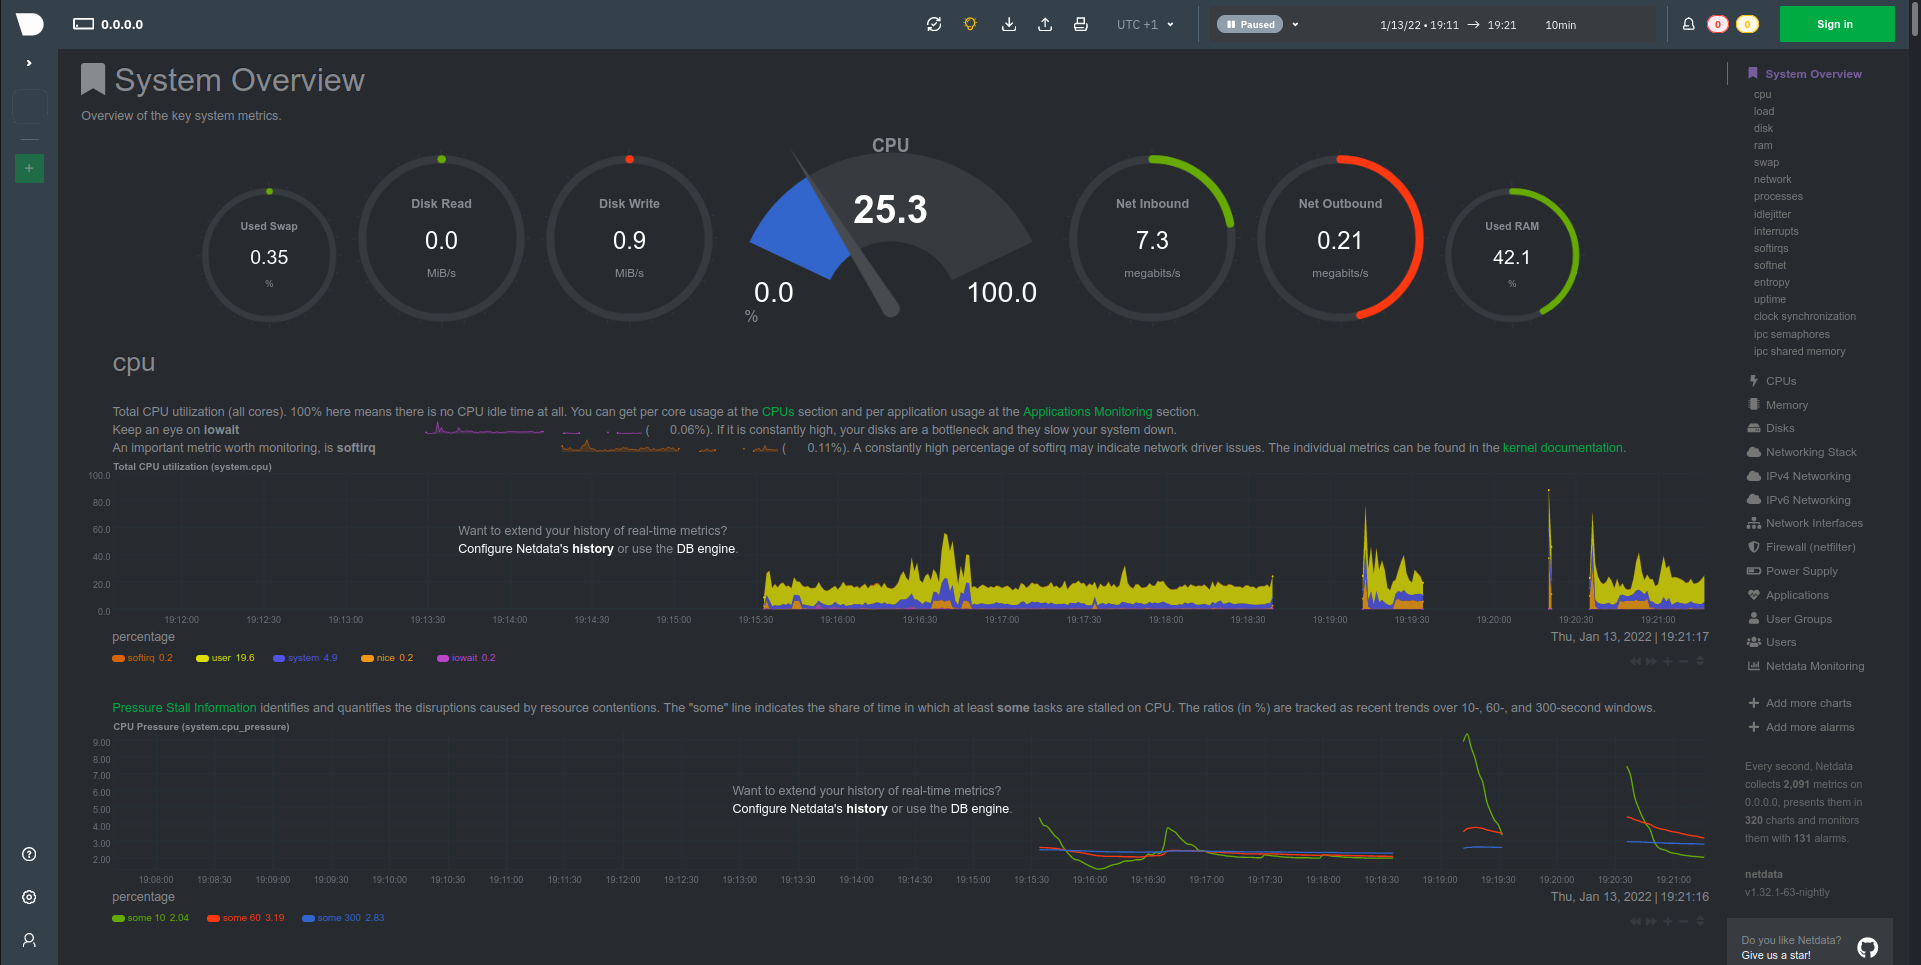 0.0.0.0
UTC +1
Paused
1/13/22 • 19:11 → 19:21 10min
0
0
Sign in
System Overview
Overview of the key system metrics.
Used Swap
0.35
%
Disk Read
0.0
MiB/s
Disk Write
0.9
MiB/s
CPU
25.3
0.0
100.0
%
Net Inbound
7.3
megabits/s
Net Outbound
0.21
megabits/s
Used RAM
42.1
%
cpu
Total CPU utilization (all cores). 100% here means there is no CPU idle time at all. You can get per core usage at the CPUs section and per application usage at the Applications Monitoring section.
Keep an eye on iowait ( 0.06%). If it is constantly high, your disks are a bottleneck and they slow your system down.
An important metric worth monitoring, is softirq ( 0.11%). A constantly high percentage of softirq may indicate network driver issues. The individual metrics can be found in the kernel documentation.
Total CPU utilization (system.cpu)
100.0
80.0
60.0
40.0
20.0
0.0
Want to extend your history of real-time metrics?
Configure Netdata's history or use the DB engine.
19:12:00 19:12:30 19:13:00 19:13:30 19:14:00 19:14:30 19:15:00 19:15:30 19:16:00 19:16:30 19:17:00 19:17:30 19:18:00 19:18:30 19:19:00 19:19:30 19:20:00 19:20:30 19:21:00
percentage
Thu, Jan 13, 2022 | 19:21:17
softirq 0.2 user 19.6 system 4.9 nice 0.2 iowait 0.2
Pressure Stall Information identifies and quantifies the disruptions caused by resource contentions. The "some" line indicates the share of time in which at least some tasks are stalled on CPU. The ratios (in %) are tracked as recent trends over 10-, 60-, and 300-second windows.
CPU Pressure (system.cpu_pressure)
9.00
8.00
7.00
6.00
5.00
4.00
3.00
2.00
Want to extend your history of real-time metrics?
Configure Netdata's history or use the DB engine.
19:08:00 19:08:30 19:09:00 19:09:30 19:10:00 19:10:30 19:11:00 19:11:30 19:12:00 19:12:30 19:13:00 19:13:30 19:14:00 19:14:30 19:15:00 19:15:30 19:16:00 19:16:30 19:17:00 19:17:30 19:18:00 19:18:30 19:19:00 19:19:30 19:20:00 19:20:30 19:21:00
percentage
Thu, Jan 13, 2022 | 19:21:16
some 10 2.04 some 60 3.19 some 300 2.83
System Overview
cpu
load
disk
ram
swap
network
processes
idlejitter
interrupts
softirqs
softnet
entropy
uptime
clock synchronization
ipc semaphores
ipc shared memory
CPUs
Memory
Disks
Networking Stack
IPv4 Networking
IPv6 Networking
Network Interfaces
Firewall (netfilter)
Power Supply
Applications
User Groups
Users
Netdata Monitoring
Add more charts
Add more alarms
Every second, Netdata
collects 2,091 metrics on
0.0.0.0, presents them in
320 charts and monitors
them with 131 alarms.
netdata
v1.32.1-63-nightly
Do you like Netdata?
Give us a star!